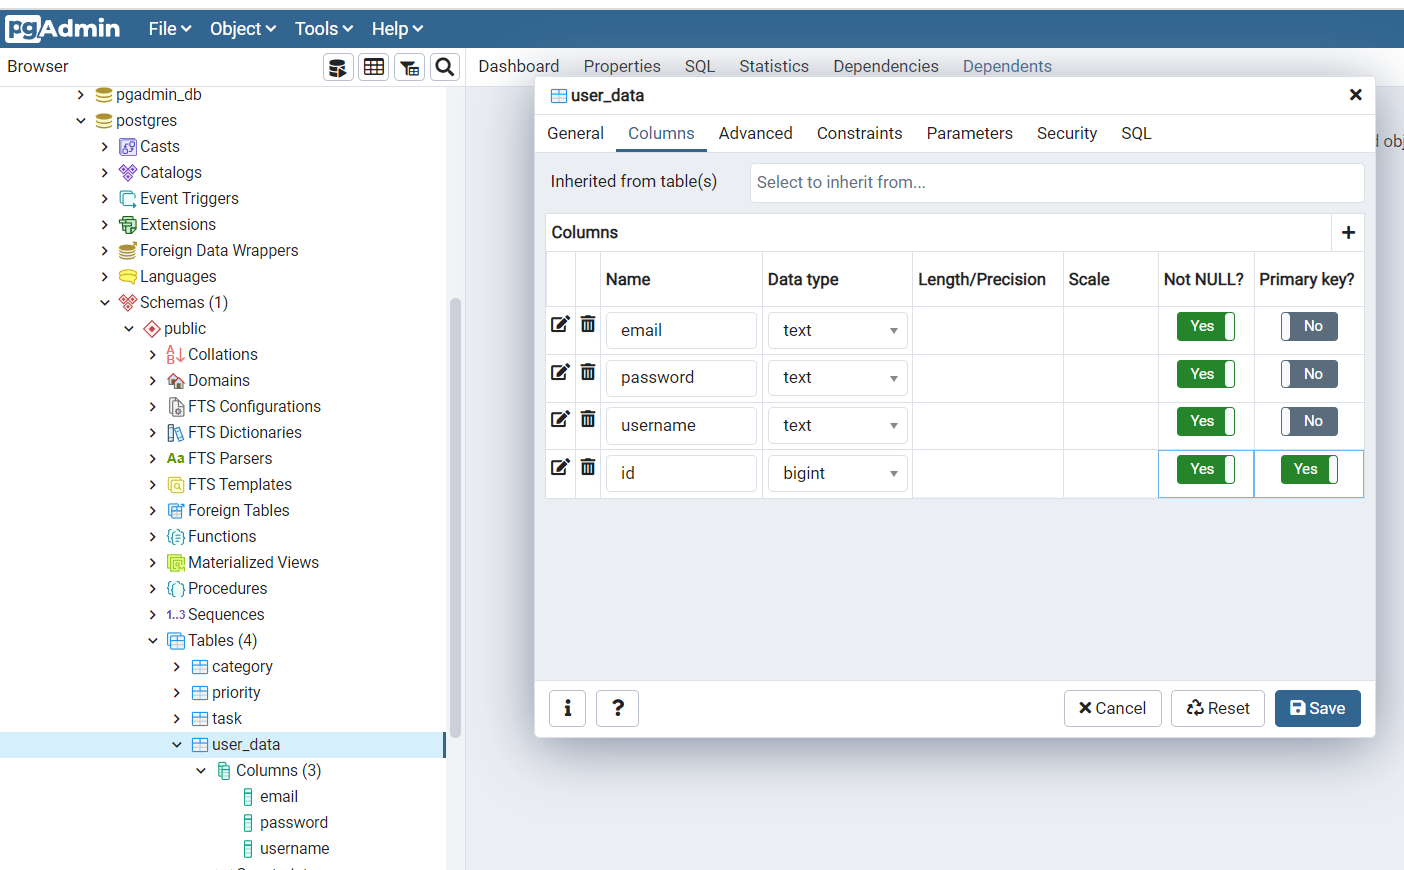 pgAdmin File Object Tools Help
Browser
Dashboard Properties SQL Statistics Dependencies Dependents
pgadmin_db
postgres
Casts
Catalogs
Event Triggers
Extensions
Foreign Data Wrappers
Languages
Schemas (1)
public
Collations
Domains
FTS Configurations
FTS Dictionaries
Aa FTS Parsers
FTS Templates
Foreign Tables
Functions
Materialized Views
Procedures
1..3 Sequences
Tables (4)
category
priority
task
user_data
Columns (3)
email
password
username
user_data
General Columns Advanced Constraints Parameters Security SQL
Inherited from table(s) Select to inherit from...
Columns
Name Data type Length/Precision Scale Not NULL? Primary key?
email text Yes No
password text Yes No
username text Yes No
id bigint Yes Yes
i ? Cancel Reset Save
obj